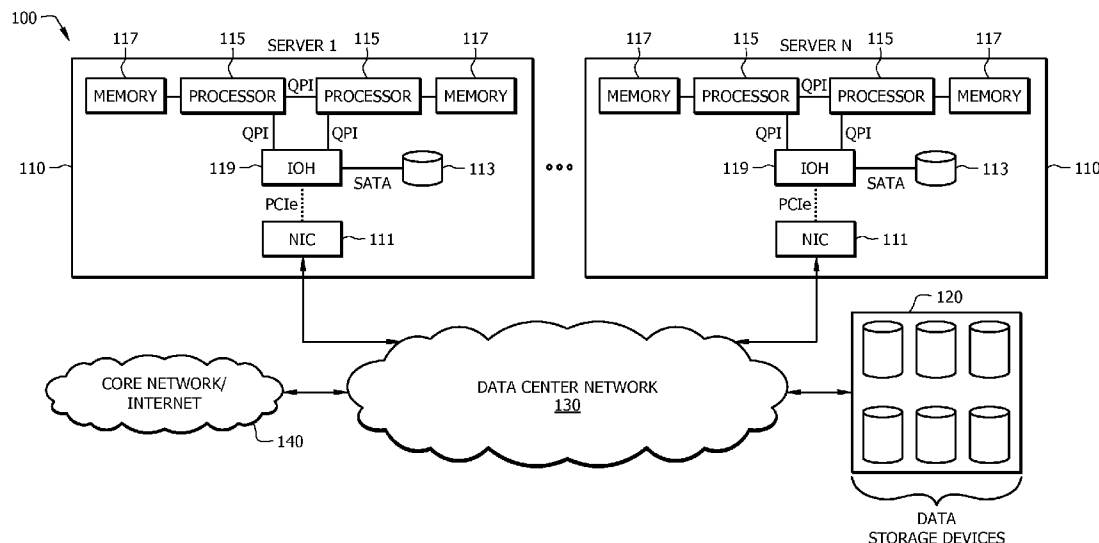 100
117 115 SERVER 1 115 117
117 115 SERVER N 115 117
MEMORY PROCESSOR QPI PROCESSOR MEMORY
MEMORY PROCESSOR QPI PROCESSOR MEMORY
QPI QPI
QPI QPI
110 119 IOH 113
119 IOH 113 110
SATA
SATA
PCIe
PCIe
NIC 111
NIC 111
120
CORE NETWORK/
INTERNET
140
DATA CENTER NETWORK
130
DATA
STORAGE DEVICES